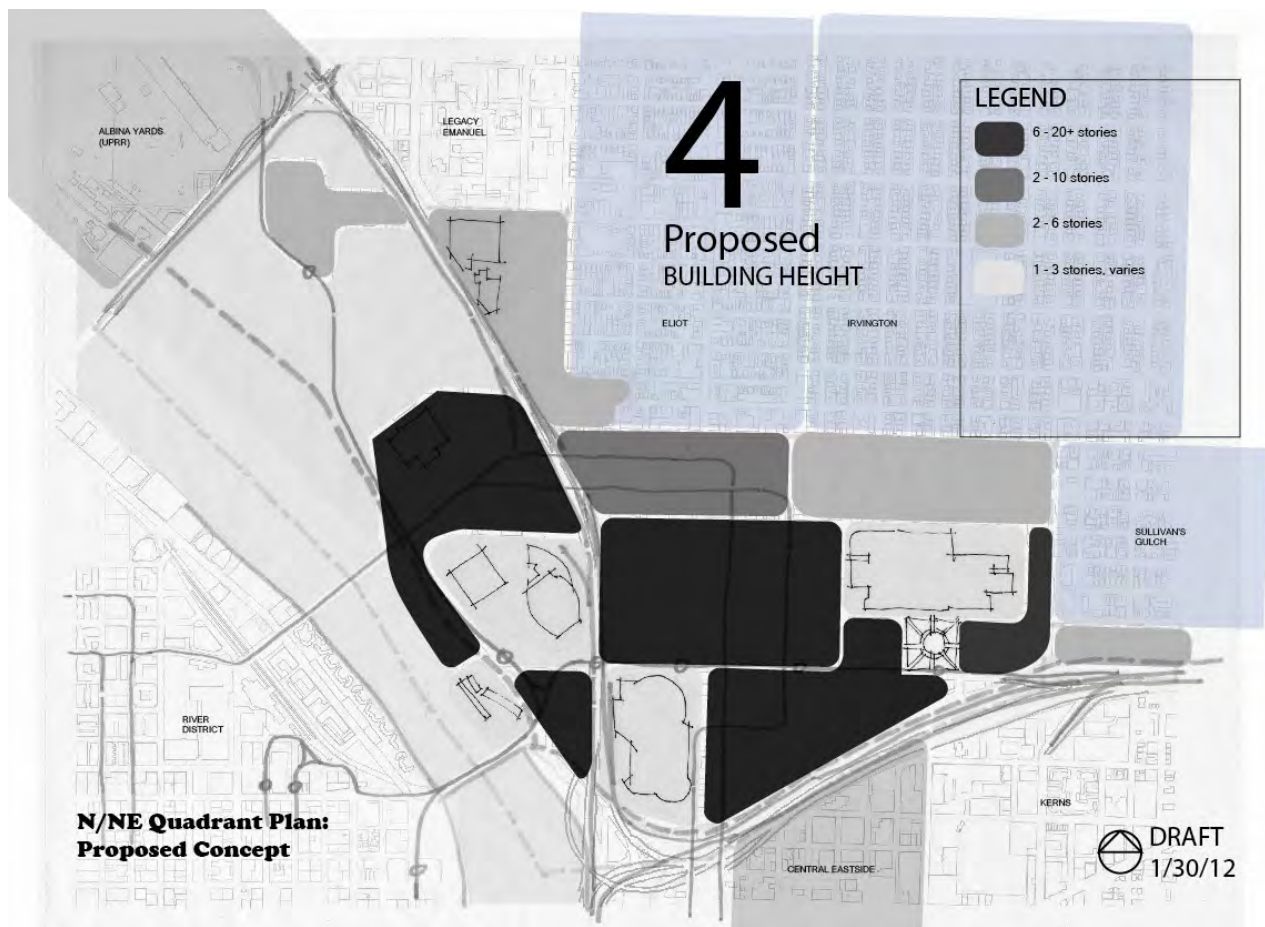 4
Proposed
BUILDING HEIGHT
LEGEND
6 - 20+ stories
2 - 10 stories
2 - 6 stories
1 - 3 stories, varies
ALBINA YARDS
(UPRR)
LEGACY
EMANUEL
ELIOT
IRVINGTON
SULLIVAN'S
GULCH
RIVER
DISTRICT
KERNS
CENTRAL EASTSIDE
N/NE Quadrant Plan:
Proposed Concept
DRAFT
1/30/12